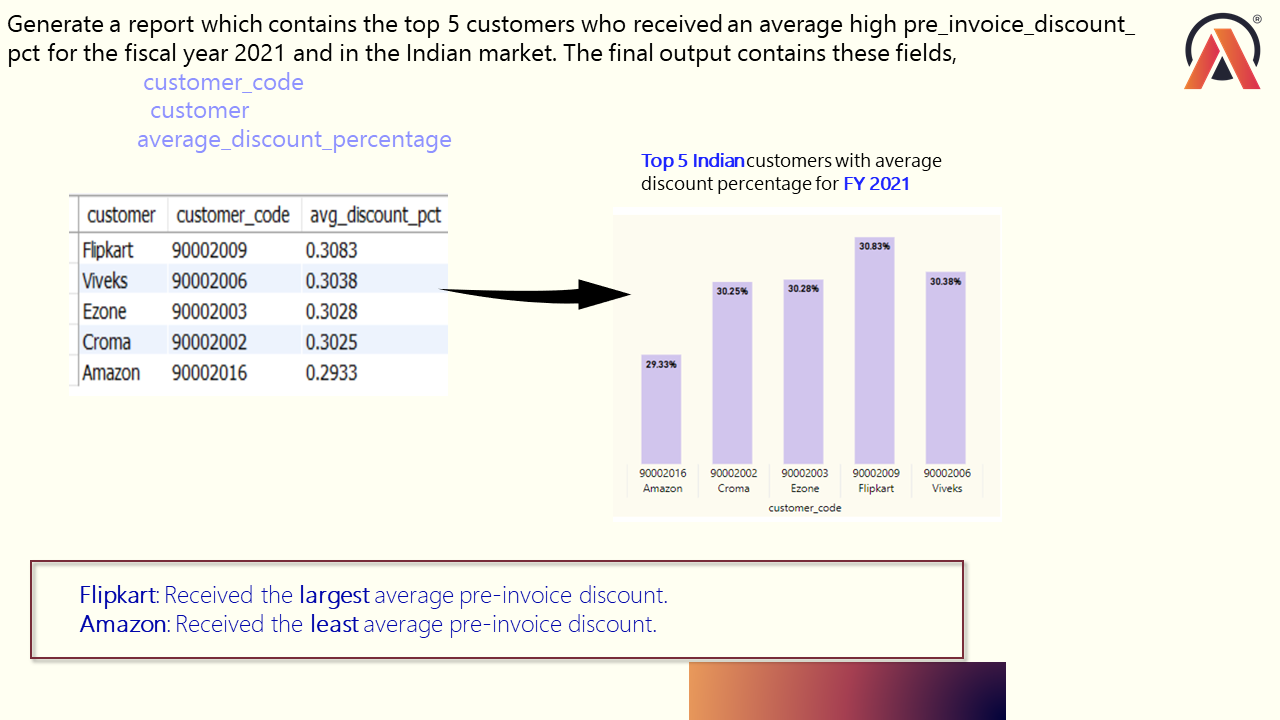 Generate a report which contains the top 5 customers who received an average high pre_invoice_discount_
pct for the fiscal year 2021 and in the Indian market. The final output contains these fields,
customer_code
customer
average_discount_percentage
®
customer customer_code avg_discount_pct
Flipkart 90002009 0.3083
Viveks 90002006 0.3038
Ezone 90002003 0.3028
Croma 90002002 0.3025
Amazon 90002016 0.2933
Top 5 Indian customers with average
discount percentage for FY 2021
30.83%
30.38%
30.28%
30.25%
29.33%
90002016 90002002 90002003 90002009 90002006
Amazon Croma Ezone Flipkart Viveks
customer_code
Flipkart: Received the largest average pre-invoice discount.
Amazon: Received the least average pre-invoice discount.